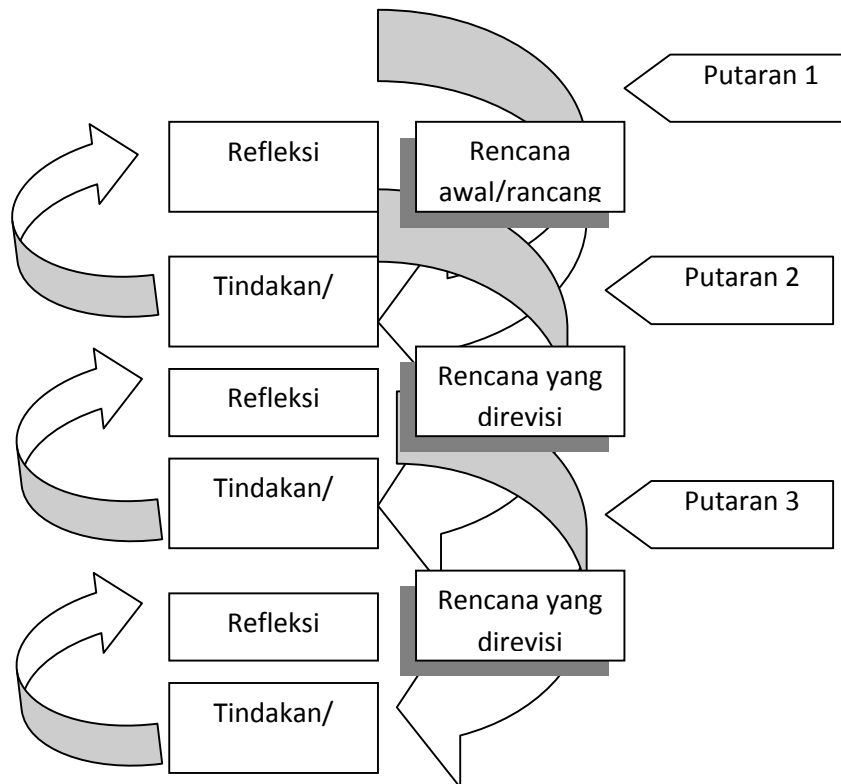 Putaran 1
Refleksi
Rencana
awal/rancang
Tindakan/
Putaran 2
Refleksi
Rencana yang
direvisi
Tindakan/
Putaran 3
Refleksi
Rencana yang
direvisi
Tindakan/